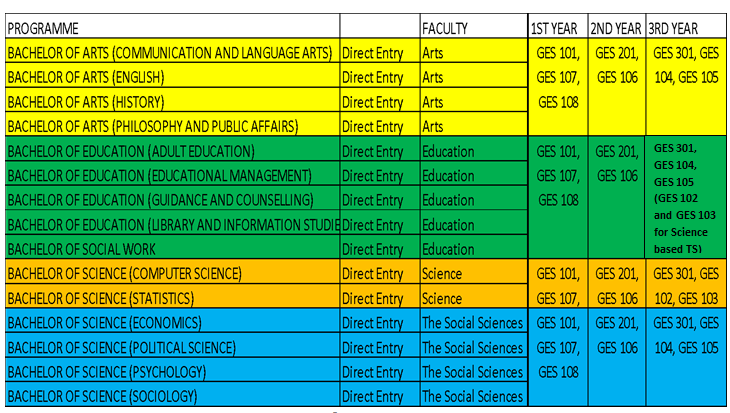 PROGRAMME FACULTY 1ST YEAR 2ND YEAR 3RD YEAR
BACHELOR OF ARTS (COMMUNICATION AND LANGUAGE ARTS) Direct Entry Arts GES 101, GES 201, GES 301, GES
BACHELOR OF ARTS (ENGLISH) Direct Entry Arts GES 107, GES 106 104, GES 105
BACHELOR OF ARTS (HISTORY) Direct Entry Arts GES 108
BACHELOR OF ARTS (PHILOSOPHY AND PUBLIC AFFAIRS) Direct Entry Arts
BACHELOR OF EDUCATION (ADULT EDUCATION) Direct Entry Education GES 101, GES 201, GES 301,
GES 104,
BACHELOR OF EDUCATION (EDUCATIONAL MANAGEMENT) Direct Entry Education GES 107, GES 106 GES 105
BACHELOR OF EDUCATION (GUIDANCE AND COUNSELLING) Direct Entry Education GES 108 (GES 102
and GES 103
BACHELOR OF EDUCATION (LIBRARY AND INFORMATION STUDIE Direct Entry Education for Science
BACHELOR OF SOCIAL WORK Direct Entry Education based TS)
BACHELOR OF SCIENCE (COMPUTER SCIENCE) Direct Entry Science GES 101, GES 201, GES 301, GES
BACHELOR OF SCIENCE (STATISTICS) Direct Entry Science GES 107, GES 106 102, GES 103
BACHELOR OF SCIENCE (ECONOMICS) Direct Entry The Social Sciences GES 101, GES 201, GES 301, GES
BACHELOR OF SCIENCE (POLITICAL SCIENCE) Direct Entry The Social Sciences GES 107, GES 106 104, GES 105
BACHELOR OF SCIENCE (PSYCHOLOGY) Direct Entry The Social Sciences GES 108
BACHELOR OF SCIENCE (SOCIOLOGY) Direct Entry The Social Sciences